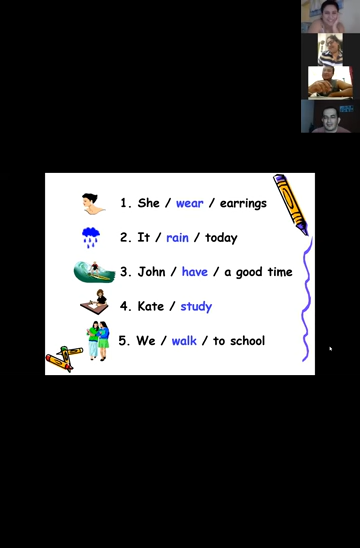 1. She / wear / earrings
2. It / rain / today
3. John / have / a good time
4. Kate / study
5. We / walk / to school